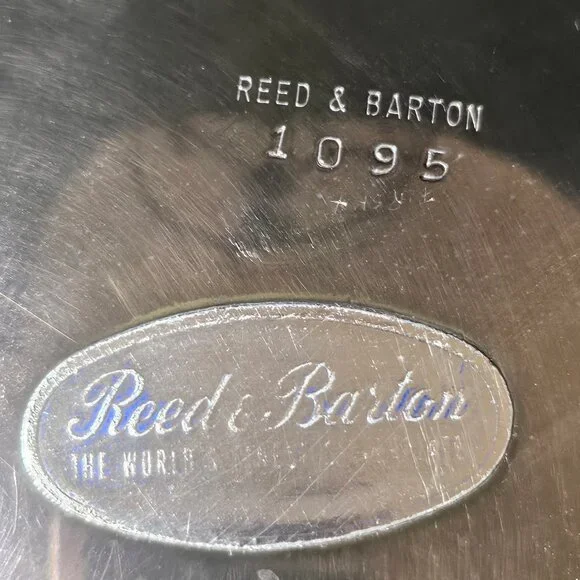 REED & BARTON
1095
Reed & Barton
THE WORLD'S